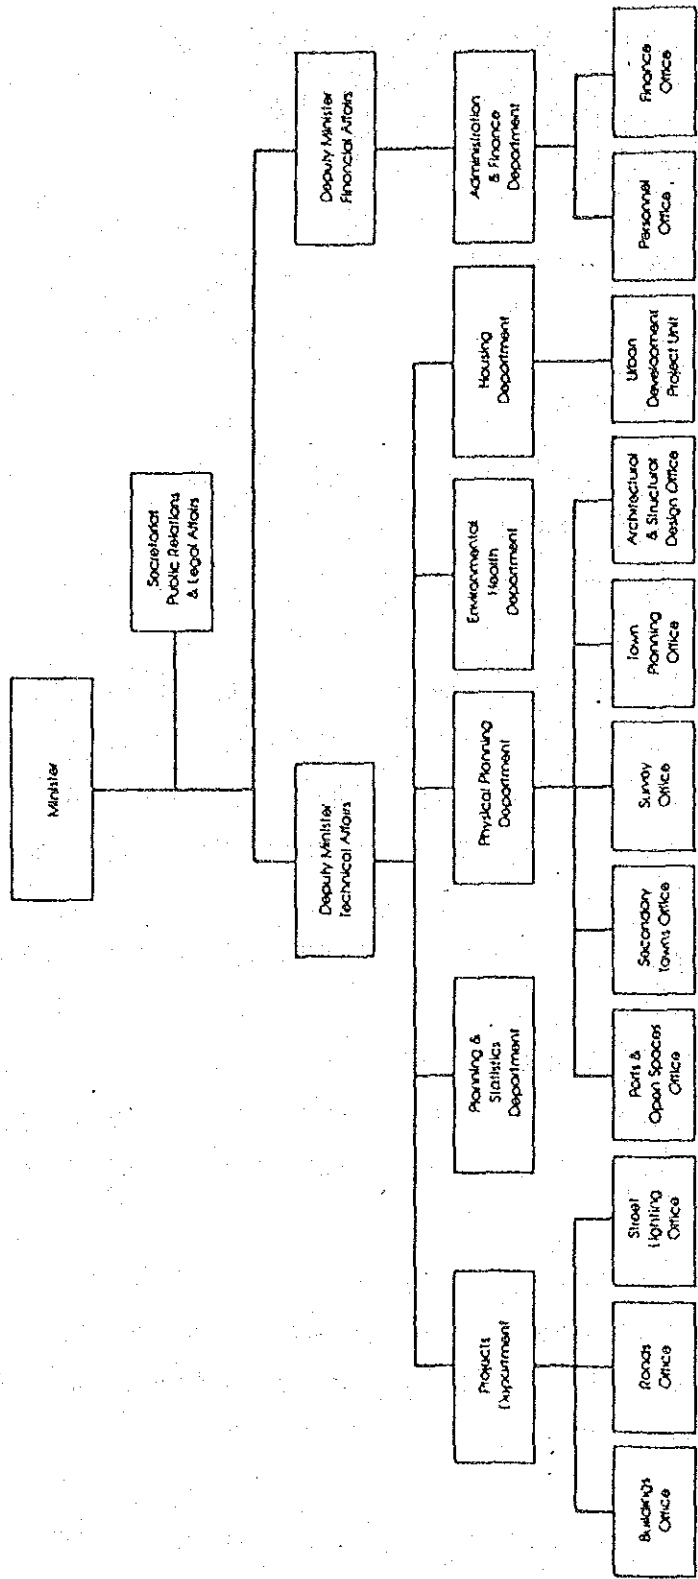 Minister
Secretariat
Public Relations
& Legal Affairs
Deputy Minister
Technical Affairs
Deputy Minister
Financial Affairs
Projects
Department
Planning &
Statistics
Department
Physical Planning
Department
Environmental
Health
Department
Housing
Department
Administration
& Finance
Department
Buildings
Office
Roads
Office
Street
Lighting
Office
Parts &
Open Spaces
Office
Secondary
Towns Office
Survey
Office
Town
Planning
Office
Architectural
& Structural
Design Office
Urban
Development
Project Unit
Personnel
Office
Finance
Office